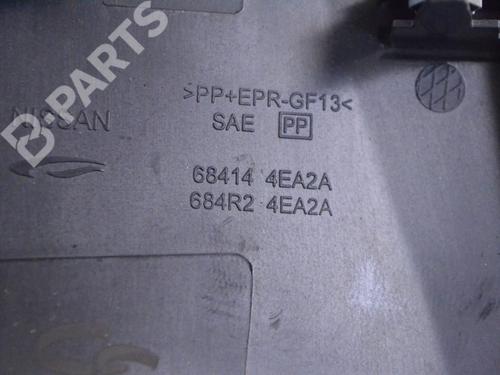 >PP+EPR-GF13<
NISSAN
SAE PP
68414 4EA2A
684R2 4EA2A
B-PARTS